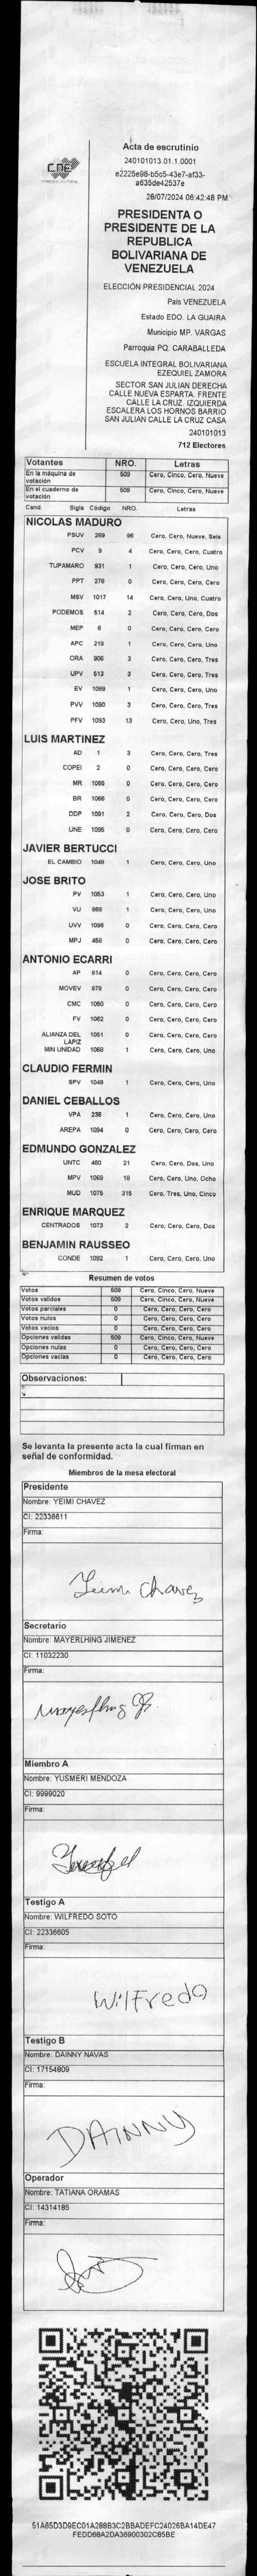 CNE
Acta de escrutinio
240101013.01.1.0001
e2225e98-b5c5-43e7-af33-
a635de42537e
28/07/2024 06:42:48 PM
PRESIDENTA O
PRESIDENTE DE LA
REPUBLICA
BOLIVARIANA DE
VENEZUELA
ELECCIÓN PRESIDENCIAL 2024
País VENEZUELA
Estado EDO. LA GUAIRA
Municipio MP. VARGAS
Parroquia PQ. CARABALLEDA
ESCUELA INTEGRAL BOLIVARIANA
EZEQUIEL ZAMORA
SECTOR SAN JULIAN DERECHA
CALLE NUEVA ESPARTA. FRENTE
CALLE LA CRUZ. IZQUIERDA
ESCALERA LOS HORNOS BARRIO
SAN JULIAN CALLE LA CRUZ CASA
240101013
712 Electores
Votantes NRO. Letras
En la máquina de votación 509 Cero, Cinco, Cero, Nueve
En el cuaderno de votación 509 Cero, Cinco, Cero, Nueve
Cand. Sigla Código NRO. Letras
NICOLAS MADURO
PSUV 269 96 Cero, Cero, Nueve, Seis
PCV 9 4 Cero, Cero, Cero, Cuatro
TUPAMARO 931 1 Cero, Cero, Cero, Uno
PPT 276 0 Cero, Cero, Cero, Cero
MSV 1017 14 Cero, Cero, Uno, Cuatro
PODEMOS 514 2 Cero, Cero, Cero, Dos
MEP 6 0 Cero, Cero, Cero, Cero
APC 219 1 Cero, Cero, Cero, Uno
ORA 906 3 Cero, Cero, Cero, Tres
UPV 513 3 Cero, Cero, Cero, Tres
EV 1089 1 Cero, Cero, Cero, Uno
PVV 1090 3 Cero, Cero, Cero, Tres
PFV 1093 13 Cero, Cero, Uno, Tres
LUIS MARTINEZ
AD 1 3 Cero, Cero, Cero, Tres
COPEI 2 0 Cero, Cero, Cero, Cero
MR 1065 0 Cero, Cero, Cero, Cero
BR 1066 0 Cero, Cero, Cero, Cero
DDP 1091 2 Cero, Cero, Cero, Dos
UNE 1095 0 Cero, Cero, Cero, Cero
JAVIER BERTUCCI
EL CAMBIO 1048 1 Cero, Cero, Cero, Uno
JOSE BRITO
PV 1053 1 Cero, Cero, Cero, Uno
VU 868 1 Cero, Cero, Cero, Uno
UVV 1096 0 Cero, Cero, Cero, Cero
MPJ 458 0 Cero, Cero, Cero, Cero
ANTONIO ECARRI
AP 814 0 Cero, Cero, Cero, Cero
MOVEV 878 0 Cero, Cero, Cero, Cero
CMC 1050 0 Cero, Cero, Cero, Cero
FV 1062 0 Cero, Cero, Cero, Cero
ALIANZA DEL LAPIZ 1051 0 Cero, Cero, Cero, Cero
MIN UNIDAD 1068 1 Cero, Cero, Cero, Uno
CLAUDIO FERMIN
SPV 1049 1 Cero, Cero, Cero, Uno
DANIEL CEBALLOS
VPA 236 1 Cero, Cero, Cero, Uno
AREPA 1094 0 Cero, Cero, Cero, Cero
EDMUNDO GONZALEZ
UNTC 460 21 Cero, Cero, Dos, Uno
MPV 1069 18 Cero, Cero, Uno, Ocho
MUD 1075 315 Cero, Tres, Uno, Cinco
ENRIQUE MARQUEZ
CENTRADOS 1073 2 Cero, Cero, Cero, Dos
BENJAMIN RAUSSEO
CONDE 1092 1 Cero, Cero, Cero, Uno
Resumen de votos
Votos 509 Cero, Cinco, Cero, Nueve
Votos validos 509 Cero, Cinco, Cero, Nueve
Votos parciales 0 Cero, Cero, Cero, Cero
Votos nulos 0 Cero, Cero, Cero, Cero
Votos vacios 0 Cero, Cero, Cero, Cero
Opciones validas 509 Cero, Cinco, Cero, Nueve
Opciones nulas 0 Cero, Cero, Cero, Cero
Opciones vacias 0 Cero, Cero, Cero, Cero
Observaciones:
Se levanta la presente acta la cual firman en
señal de conformidad.
Miembros de la mesa electoral
Presidente
Nombre: YEIMI CHAVEZ
CI: 22336611
Firma:
Yeimi Chavez
Secretario
Nombre: MAYERLHING JIMENEZ
CI: 11032230
Firma:
Miembro A
Nombre: YUSMERI MENDOZA
CI: 9999020
Firma:
Testigo A
Nombre: WILFREDO SOTO
CI: 22336605
Firma:
Wilfredo
Testigo B
Nombre: DAINNY NAVAS
CI: 17154809
Firma:
DAINNY
Operador
Nombre: TATIANA ORAMAS
CI: 14314185
Firma:
51A65D3D9EC01A288B3C2BBADEFC24026BA14DE47
FEDD68A2DA36900302C85BE